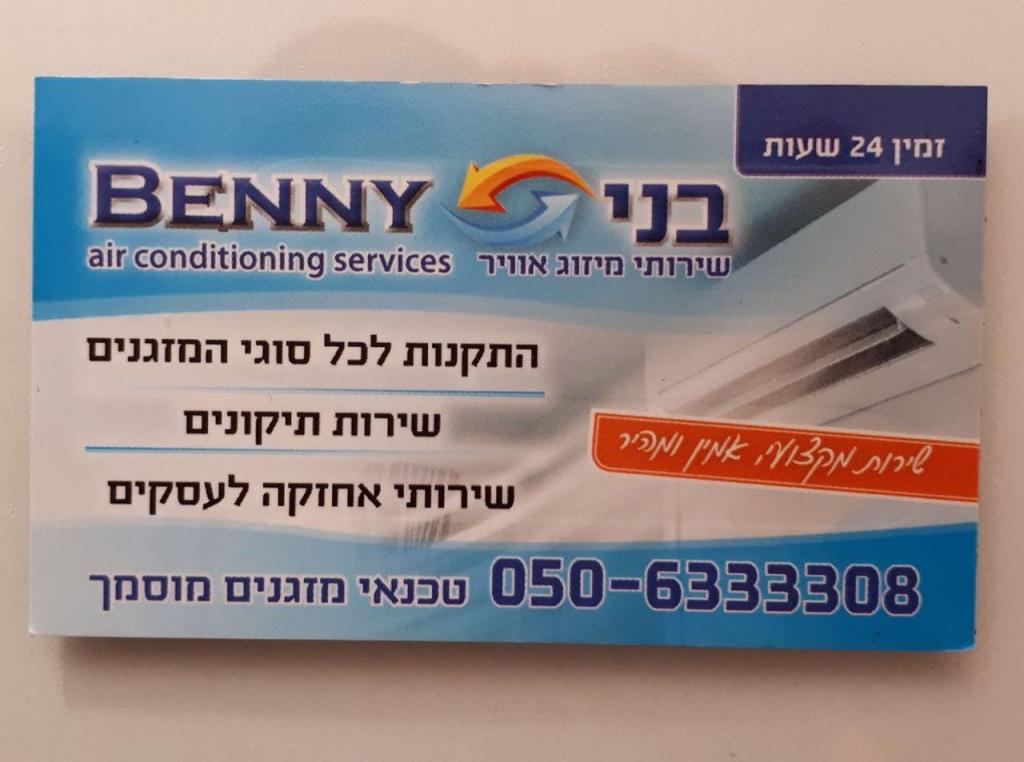 זמין 24 שעות
BENNY בני
air conditioning services שירותי מיזוג אוויר
התקנות לכל סוגי המזגנים
שירות תיקונים
שירותי אחזקה לעסקים
שירות מקצועי, אמין ומהיר
050-6333308 טכנאי מזגנים מוסמך